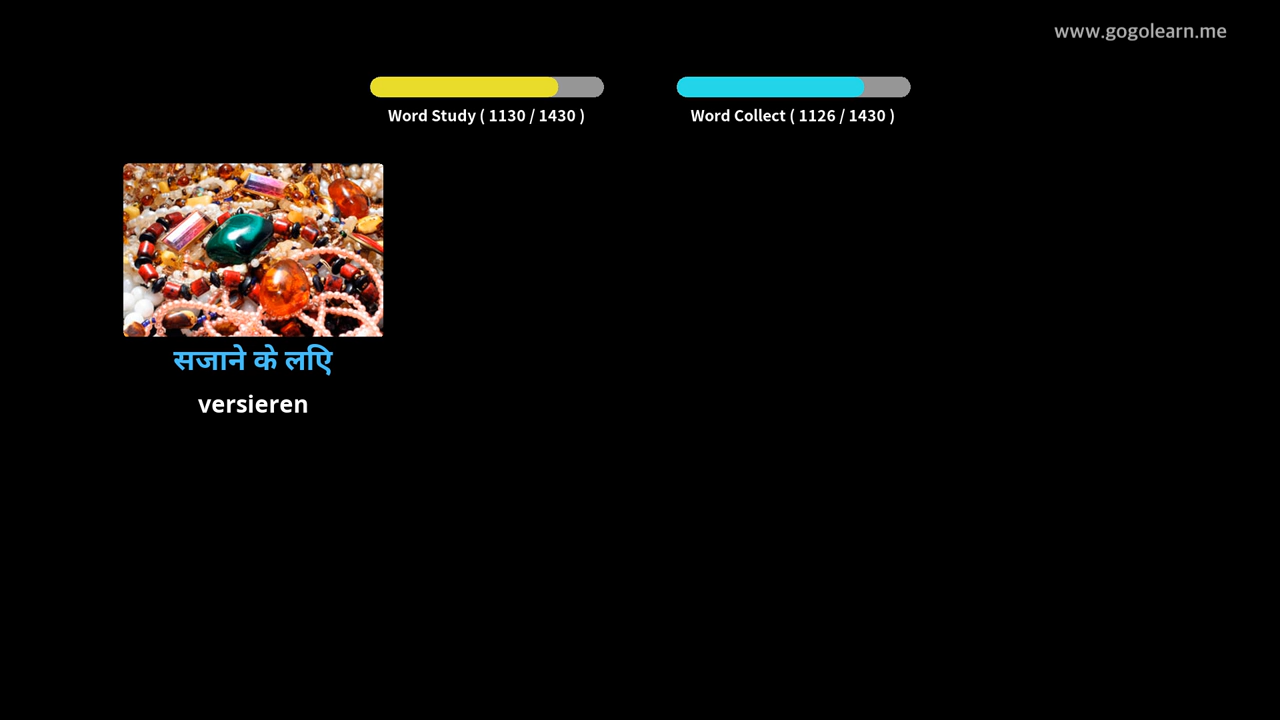 www.gogolearn.me
Word Study ( 1130 / 1430 )
Word Collect ( 1126 / 1430 )
सजाने के लिए
versieren